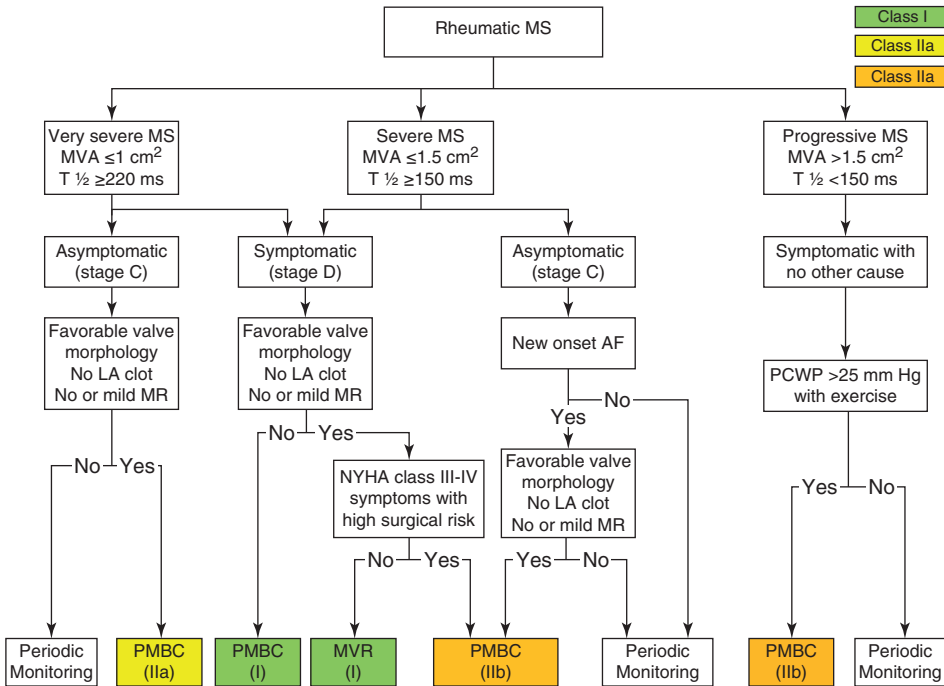 Rheumatic MS
Class I
Class IIa
Class IIa
Very severe MS
MVA ≤1 cm²
T ½ ≥220 ms
Severe MS
MVA ≤1.5 cm²
T ½ ≥150 ms
Progressive MS
MVA >1.5 cm²
T ½ <150 ms
Asymptomatic
(stage C)
Symptomatic
(stage D)
Asymptomatic
(stage C)
Symptomatic with
no other cause
Favorable valve
morphology
No LA clot
No or mild MR
Favorable valve
morphology
No LA clot
No or mild MR
New onset AF
PCWP >25 mm Hg
with exercise
No
Yes
No
Yes
Yes
No
NYHA class III-IV
symptoms with
high surgical risk
Favorable valve
morphology
No LA clot
No or mild MR
Yes
No
No
Yes
Yes
No
Periodic
Monitoring
PMBC
(IIa)
PMBC
(I)
MVR
(I)
PMBC
(IIb)
Periodic
Monitoring
PMBC
(IIb)
Periodic
Monitoring